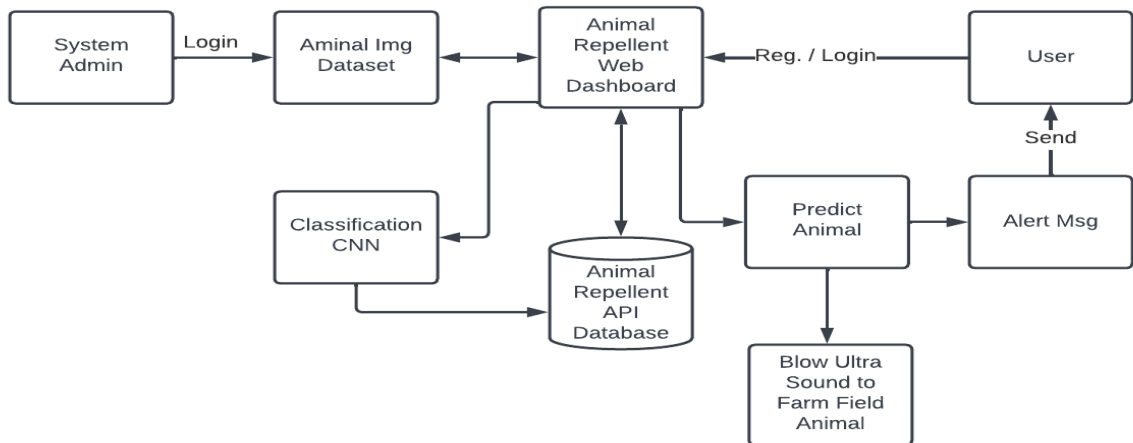 System
Admin
Login
Aminal Img
Dataset
Animal
Repellent
Web
Dashboard
Reg. / Login
User
Send
Classification
CNN
Predict
Animal
Alert Msg
Animal
Repellent
API
Database
Blow Ultra
Sound to
Farm Field
Animal